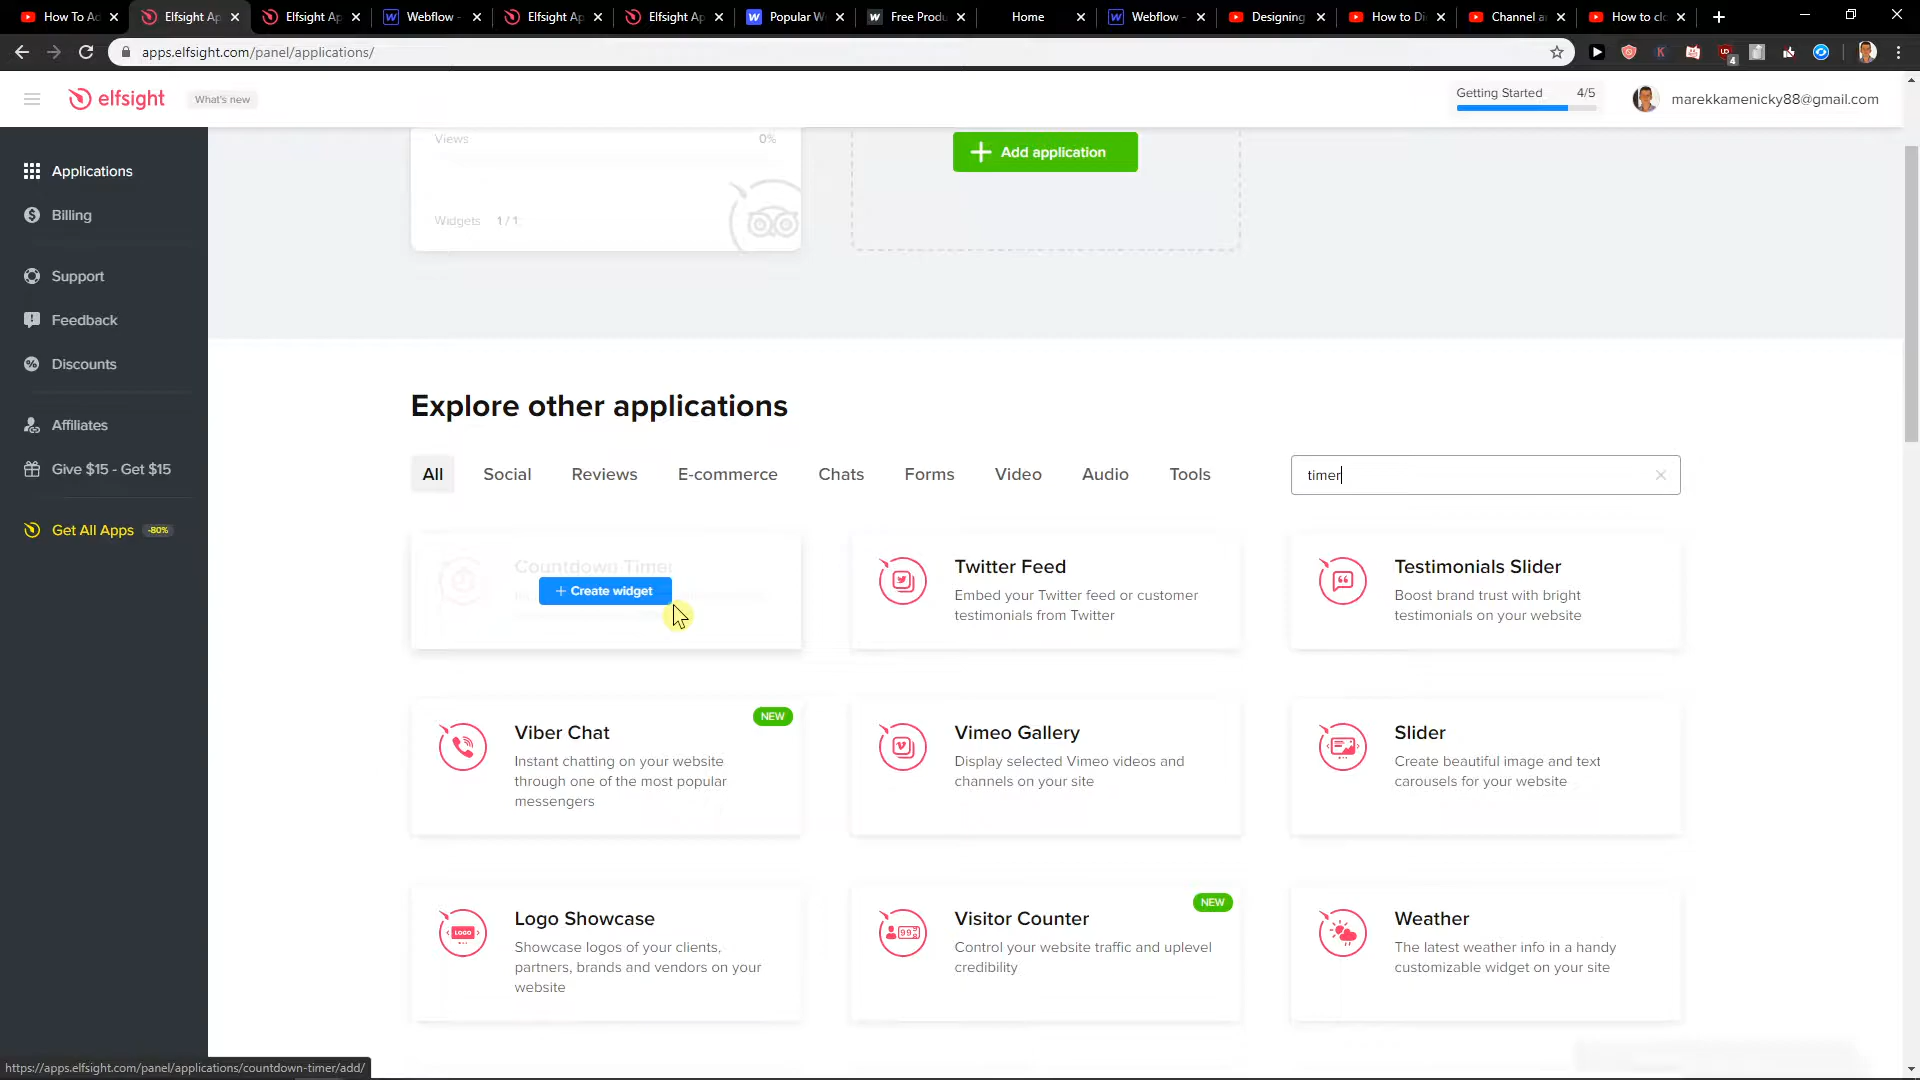 How To Ad
Elfsight Ap
Elfsight Ap
Webflow -
Elfsight Ap
Elfsight Ap
Popular W
Free Produ
Home
Webflow -
Designing
How to Di
Channel a
How to cl
apps.elfsight.com/panel/applications/
4
elfsight
What's new
Getting Started 4/5
marekkamenicky88@gmail.com
Applications
Billing
Support
Feedback
Discounts
Affiliates
Give $15 - Get $15
Get All Apps -80%
Views 0%
Widgets 1 / 1
Add application
Explore other applications
All Social Reviews E-commerce Chats Forms Video Audio Tools
timer
Countdown Timer
+ Create widget
Twitter Feed
Embed your Twitter feed or customer
testimonials from Twitter
Testimonials Slider
Boost brand trust with bright
testimonials on your website
NEW
Viber Chat
Instant chatting on your website
through one of the most popular
messengers
Vimeo Gallery
Display selected Vimeo videos and
channels on your site
Slider
Create beautiful image and text
carousels for your website
LOGO
Logo Showcase
Showcase logos of your clients,
partners, brands and vendors on your
website
NEW
Visitor Counter
Control your website traffic and uplevel
credibility
Weather
The latest weather info in a handy
customizable widget on your site
https://apps.elfsight.com/panel/applications/countdown-timer/add/